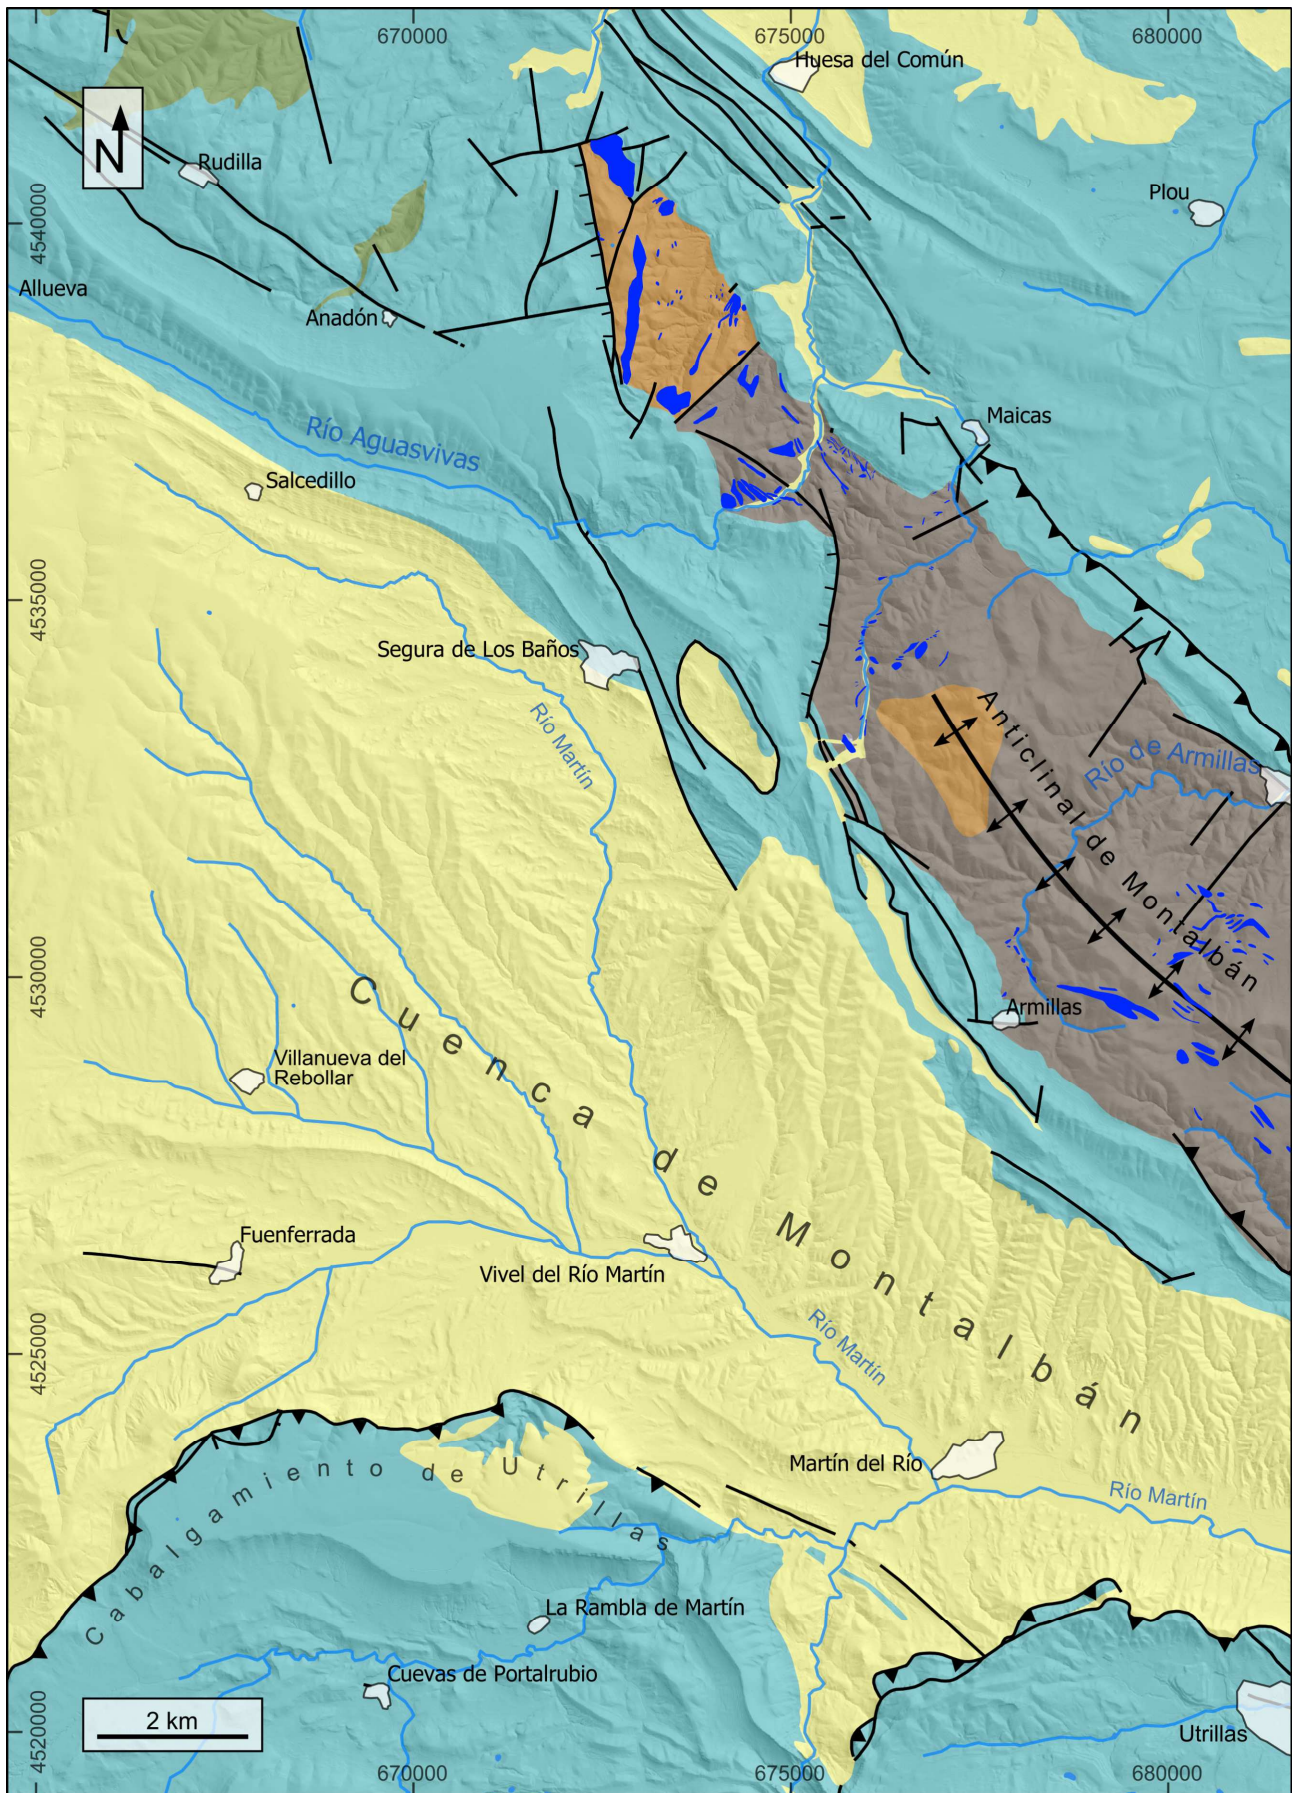 670000
675000
680000
Huesa del Común
N
Rudilla
Plou
4540000
Allueva
Anadón
Maicas
Río Aguasvivas
Salcedillo
4535000
Segura de Los Baños
Río Martín
Anticlinal de Montalbán
Río de Armillas
4530000
Armillas
Cuenca de Montalbán
Villanueva del
Rebollar
Fuenferrada
Vivel del Río Martín
Río Martín
4525000
Martín del Río
Cabalgamiento de Utrillas
Río Martín
La Rambla de Martín
Cuevas de Portalrubio
4520000
2 km
Utrillas
670000
675000
680000